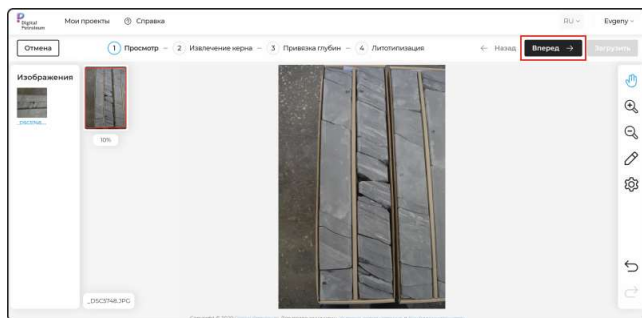 Digital
Petroleum
Мои проекты
Справка
RU
Evgeny
Отмена
1 Просмотр – 2 Извлечение керна – 3 Привязка глубин – 4 Литотипизация
← Назад
Вперед →
Загрузить
Изображения
_DSC3748...
10%
_DSC3748.JPG